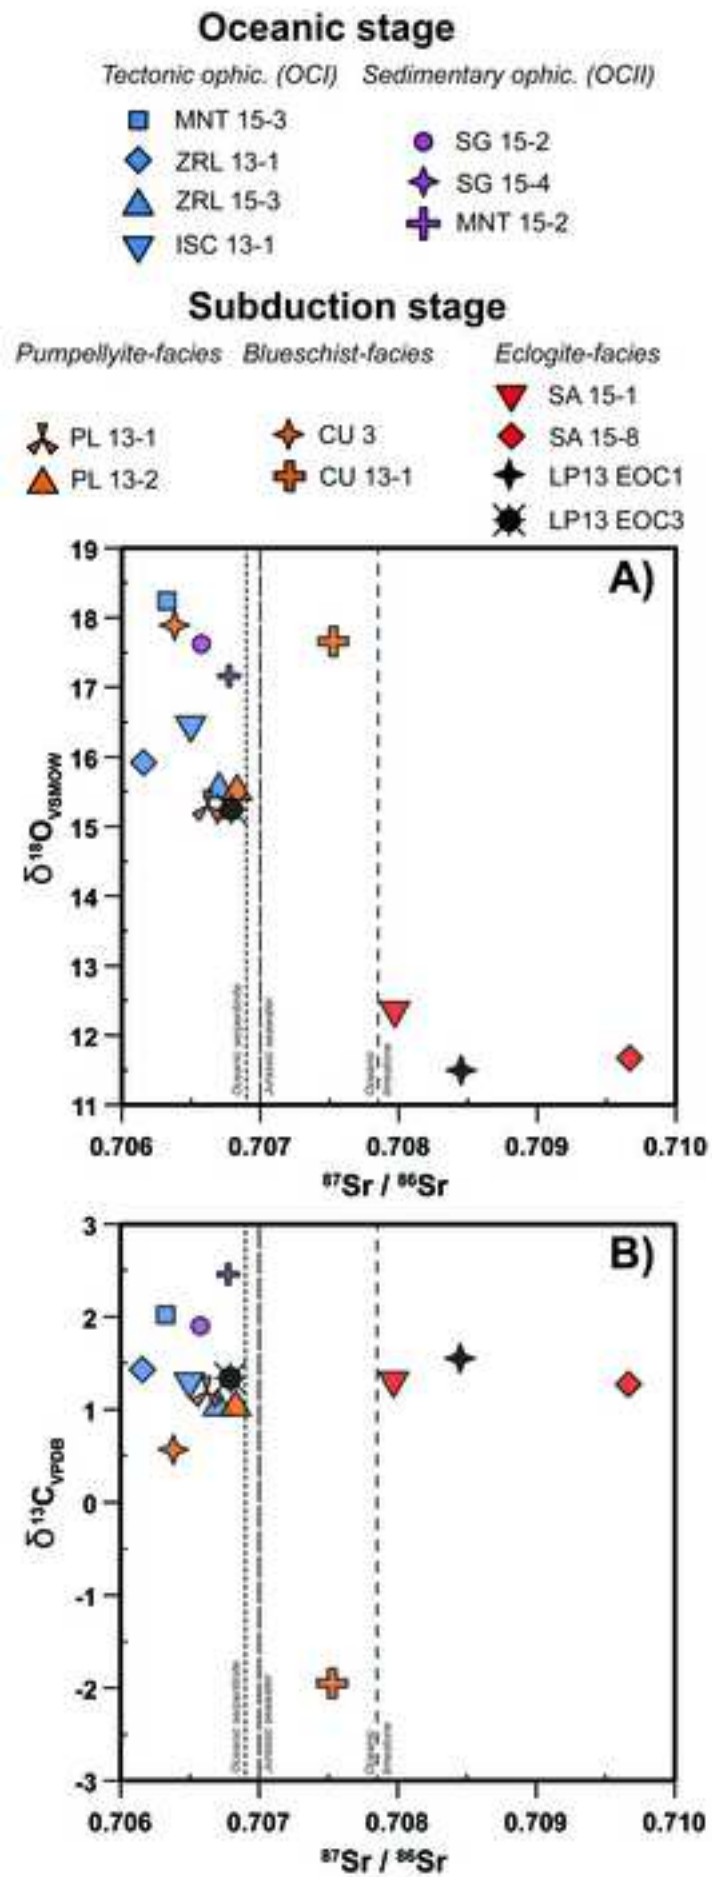 Oceanic stage
Tectonic ophic. (OCI) Sedimentary ophic. (OCII)
MNT 15-3
ZRL 13-1
ZRL 15-3
ISC 13-1
SG 15-2
SG 15-4
MNT 15-2
Subduction stage
Pumpellyite-facies Blueschist-facies Eclogite-facies
PL 13-1
PL 13-2
CU 3
CU 13-1
SA 15-1
SA 15-8
LP13 EOC1
LP13 EOC3
A)
19
18
17
16
15
14
13
12
11
δ¹⁸O VSMOW
Oceanic serpentinite
Jurassic seawater
Oceanic
limestone
0.706 0.707 0.708 0.709 0.710
⁸⁷Sr / ⁸⁶Sr
B)
3
2
1
0
-1
-2
-3
δ¹³C VPDB
Oceanic serpentinite
Jurassic seawater
Oceanic
limestone
0.706 0.707 0.708 0.709 0.710
⁸⁷Sr / ⁸⁶Sr